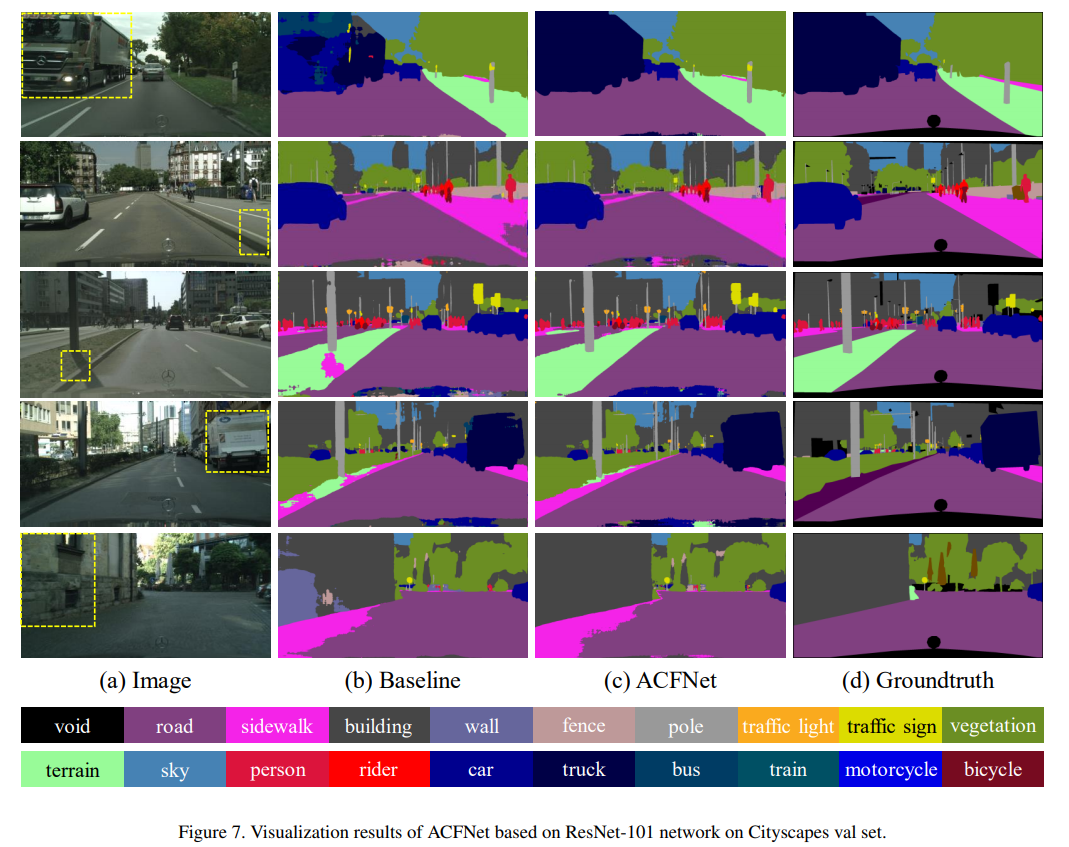 (a) Image (b) Baseline (c) ACFNet (d) Groundtruth
void road sidewalk building wall fence pole traffic light traffic sign vegetation
terrain sky person rider car truck bus train motorcycle bicycle
Figure 7. Visualization results of ACFNet based on ResNet-101 network on Cityscapes val set.